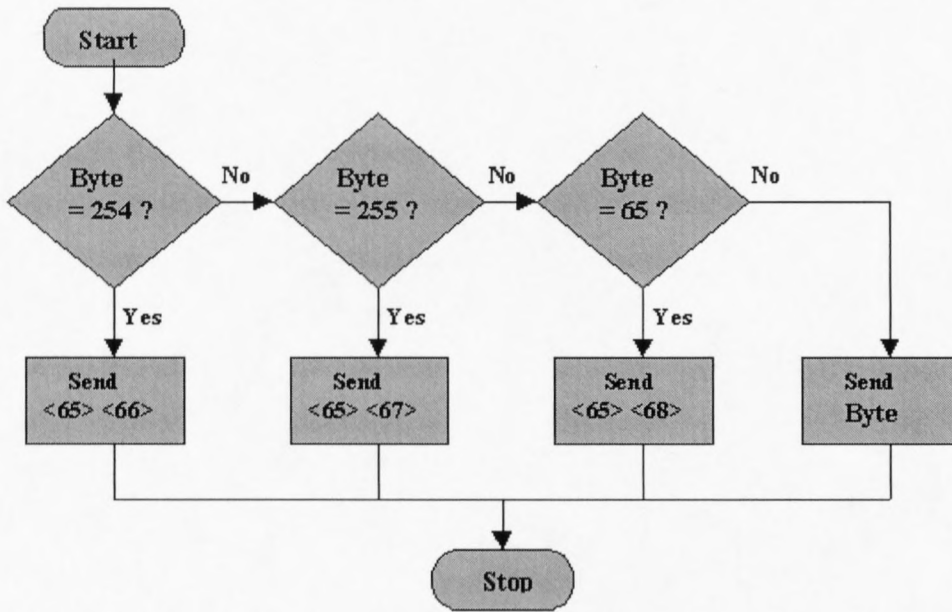 Start
Byte
= 254 ?
No
Byte
= 255 ?
No
Byte
= 65 ?
No
Yes
Yes
Yes
Send
<65> <66>
Send
<65> <67>
Send
<65> <68>
Send
Byte
Stop